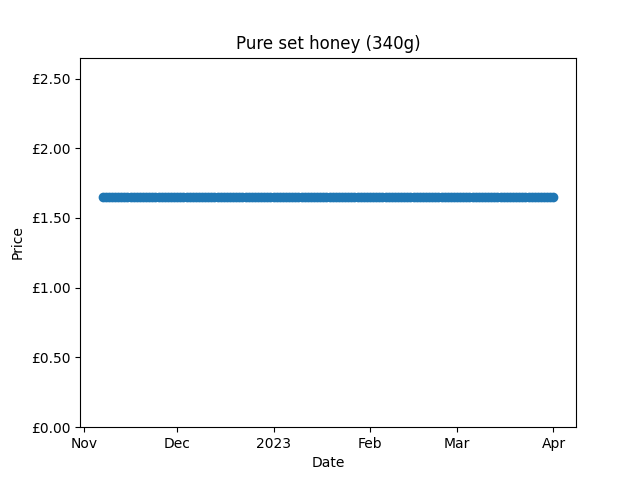 Pure set honey (340g)
£2.50
£2.00
£1.50
£1.00
£0.50
£0.00
Price
Nov Dec 2023 Feb Mar Apr
Date